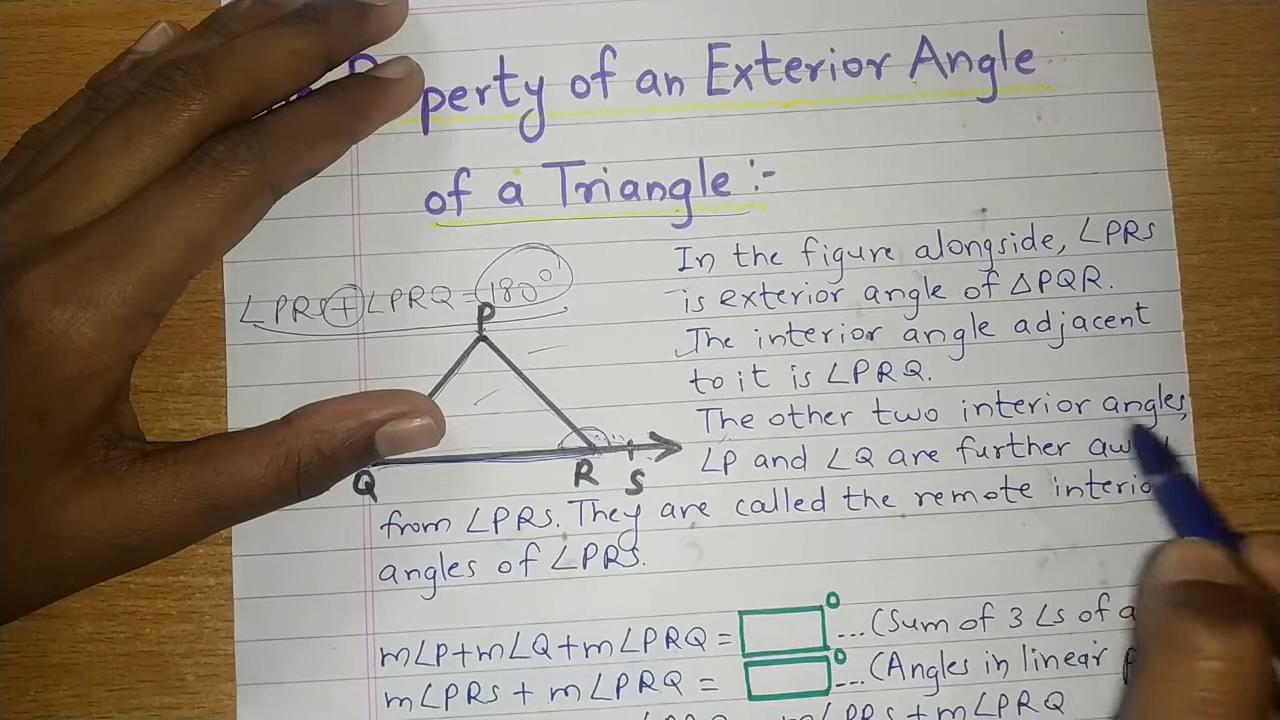 perty of an Exterior Angle
of a Triangle :-
∠PRS + ∠PRQ = 180°
P
Q
R
S
In the figure alongside, ∠PRS
is exterior angle of △PQR.
The interior angle adjacent
to it is ∠PRQ.
The other two interior angles,
∠P and ∠Q are further aw
from ∠PRS. They are called the remote interio
angles of ∠PRS.
m∠P+m∠Q+m∠PRQ = ° ... (Sum of 3 ∠s of a
m∠PRS + m∠PRQ = ° ... (Angles in linear
m∠PRS + m∠PRQ